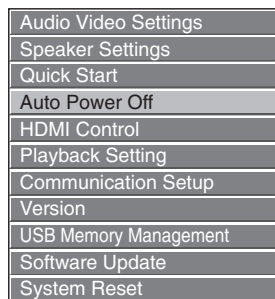 Audio Video Settings
Speaker Settings
Quick Start
Auto Power Off
HDMI Control
Playback Setting
Communication Setup
Version
USB Memory Management
Software Update
System Reset